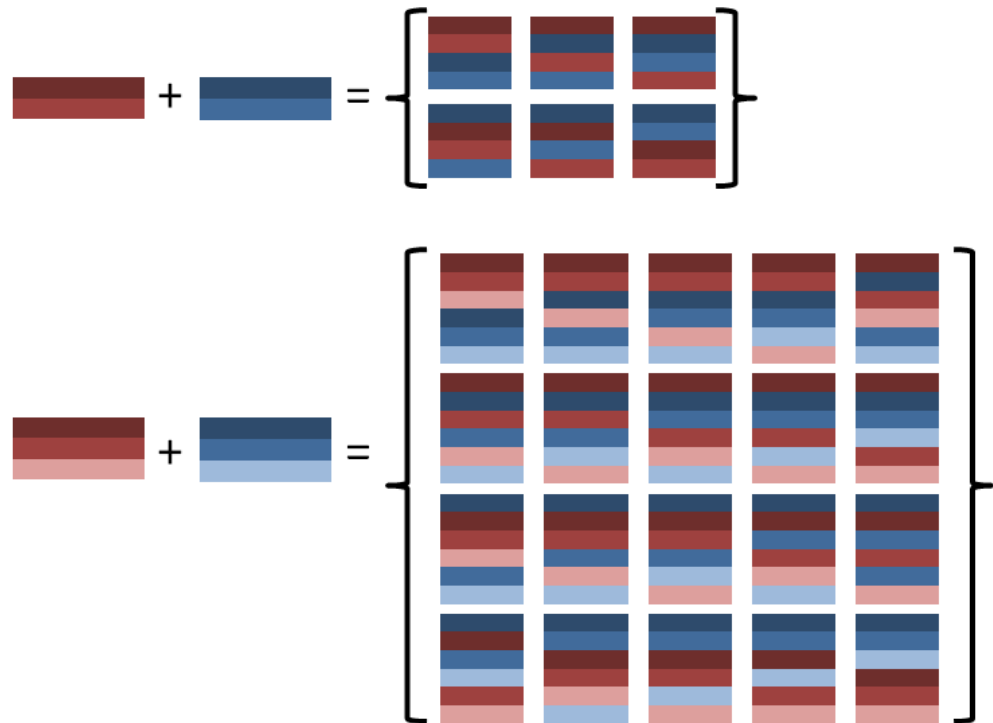 + =
+ =